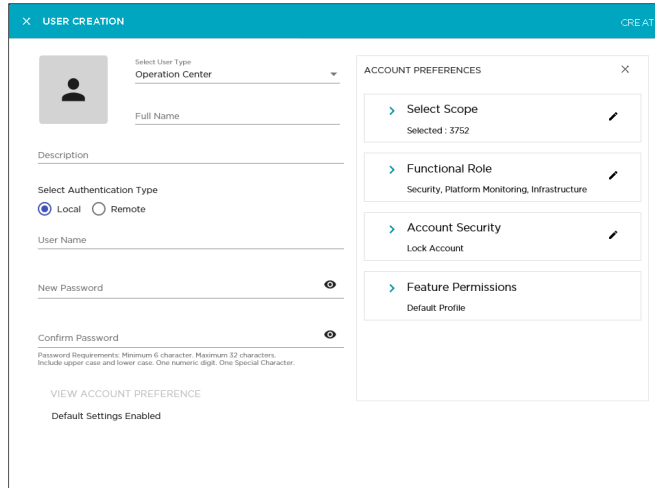 USER CREATION
CREAT
Select User Type
Operation Center
Full Name
Description
Select Authentication Type
Local Remote
User Name
New Password
Confirm Password
Password Requirements: Minimum 6 character. Maximum 32 characters.
Include upper case and lower case. One numeric digit. One Special Character.
VIEW ACCOUNT PREFERENCE
Default Settings Enabled
ACCOUNT PREFERENCES
Select Scope
Selected : 3752
Functional Role
Security, Platform Monitoring, Infrastructure
Account Security
Lock Account
Feature Permissions
Default Profile